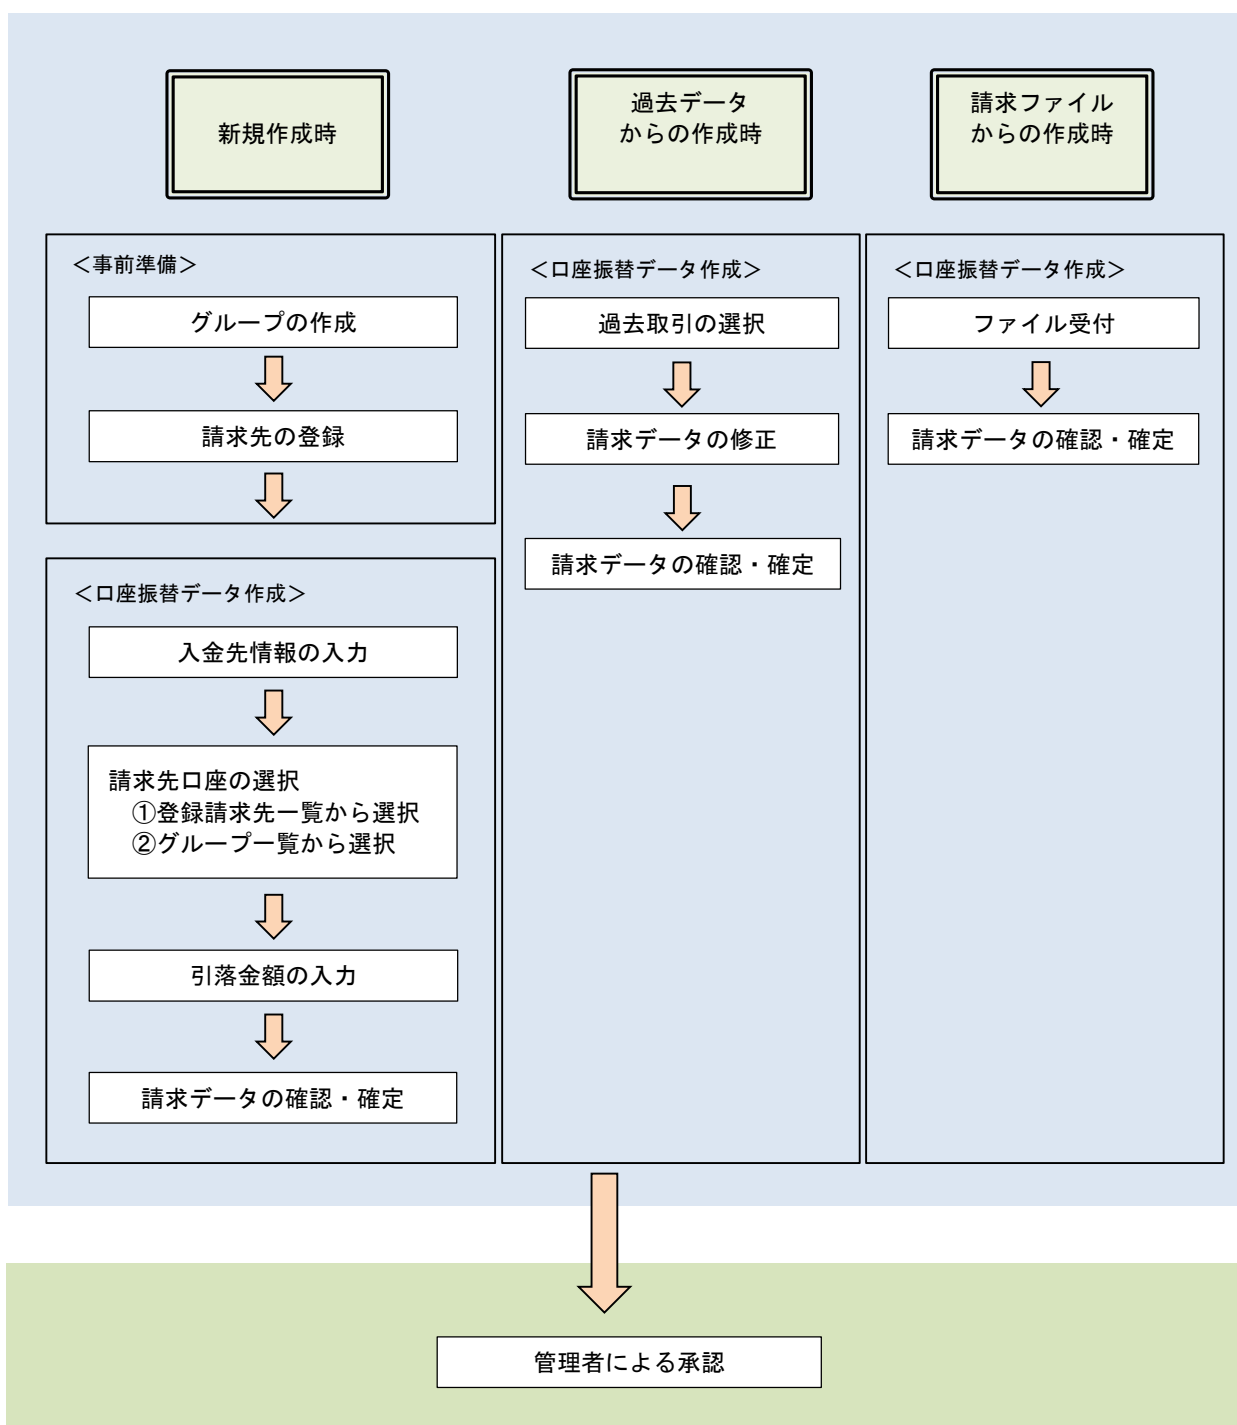 新規作成時
過去データ
からの作成時
請求ファイル
からの作成時
＜事前準備＞
グループの作成
請求先の登録
＜口座振替データ作成＞
入金先情報の入力
請求先口座の選択
①登録請求先一覧から選択
②グループ一覧から選択
引落金額の入力
請求データの確認・確定
＜口座振替データ作成＞
過去取引の選択
請求データの修正
請求データの確認・確定
＜口座振替データ作成＞
ファイル受付
請求データの確認・確定
管理者による承認